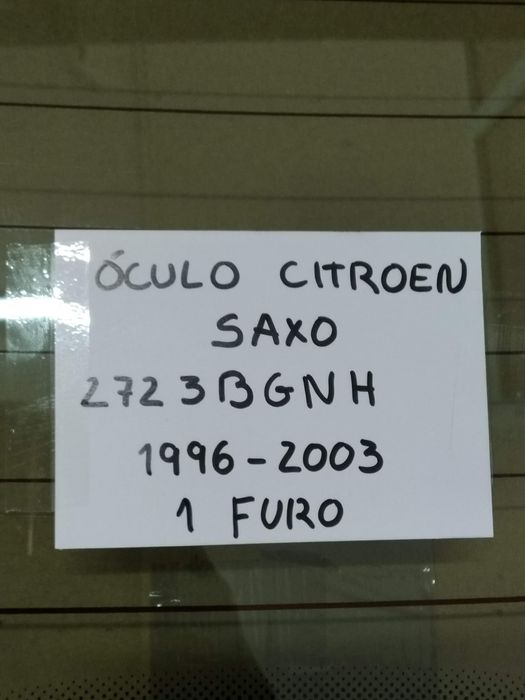 ÓCULO CITROEN
SAXO
2723BGNH
1996-2003
1 FURO